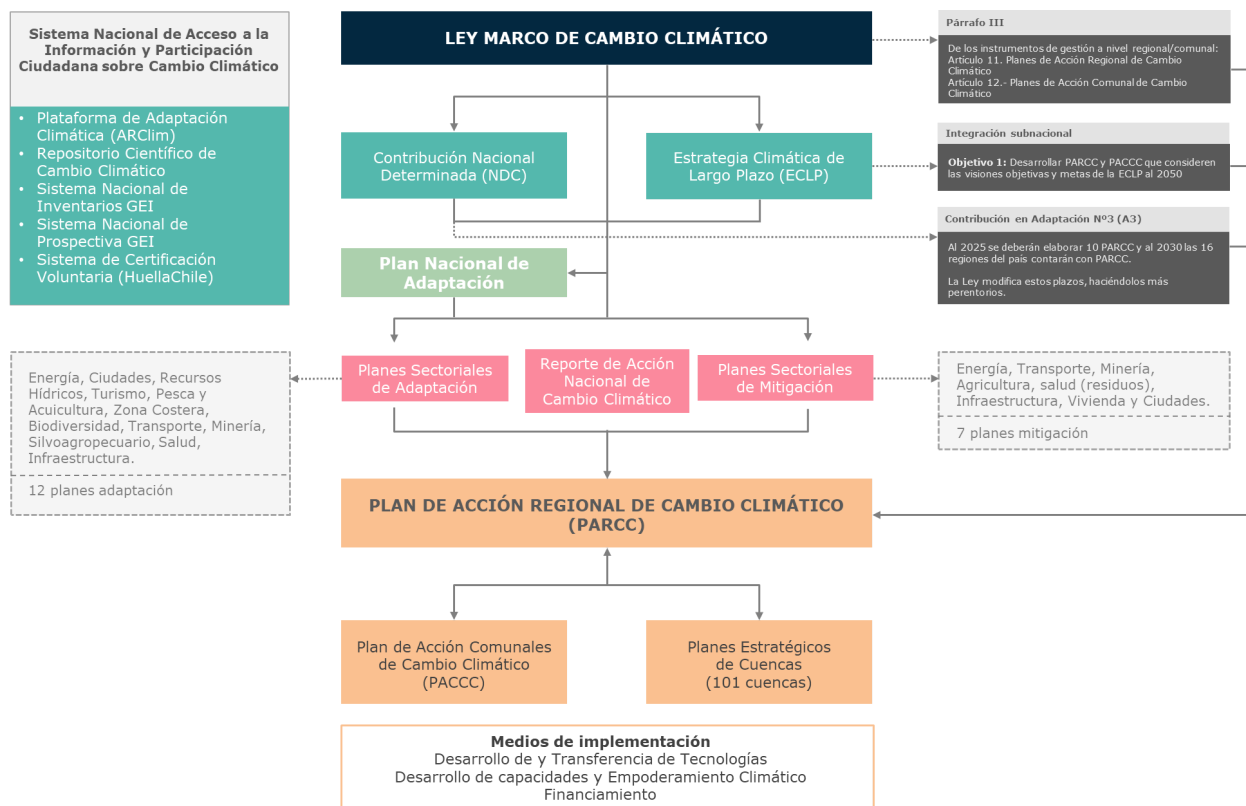 Sistema Nacional de Acceso a la
Información y Participación
Ciudadana sobre Cambio Climático
• Plataforma de Adaptación
Climática (ARClim)
• Repositorio Científico de
Cambio Climático
• Sistema Nacional de
Inventarios GEI
• Sistema Nacional de
Prospectiva GEI
• Sistema de Certificación
Voluntaria (HuellaChile)
LEY MARCO DE CAMBIO CLIMÁTICO
Párrafo III
De los instrumentos de gestión a nivel regional/comunal:
Artículo 11. Planes de Acción Regional de Cambio
Climático
Artículo 12.- Planes de Acción Comunal de Cambio
Climático
Contribución Nacional
Determinada (NDC)
Estrategia Climática de
Largo Plazo (ECLP)
Integración subnacional
Objetivo 1: Desarrollar PARCC y PACCC que consideren
las visiones objetivas y metas de la ECLP al 2050
Contribución en Adaptación Nº3 (A3)
Al 2025 se deberán elaborar 10 PARCC y al 2030 las 16
regiones del país contarán con PARCC.
La Ley modifica estos plazos, haciéndolos más
perentorios.
Plan Nacional de
Adaptación
Planes Sectoriales
de Adaptación
Reporte de Acción
Nacional de
Cambio Climático
Planes Sectoriales
de Mitigación
Energía, Ciudades, Recursos
Hídricos, Turismo, Pesca y
Acuicultura, Zona Costera,
Biodiversidad, Transporte, Minería,
Silvoagropecuario, Salud,
Infraestructura.
12 planes adaptación
Energía, Transporte, Minería,
Agricultura, salud (residuos),
Infraestructura, Vivienda y Ciudades.
7 planes mitigación
PLAN DE ACCIÓN REGIONAL DE CAMBIO CLIMÁTICO
(PARCC)
Plan de Acción Comunales
de Cambio Climático
(PACCC)
Planes Estratégicos
de Cuencas
(101 cuencas)
Medios de implementación
Desarrollo de y Transferencia de Tecnologías
Desarrollo de capacidades y Empoderamiento Climático
Financiamiento